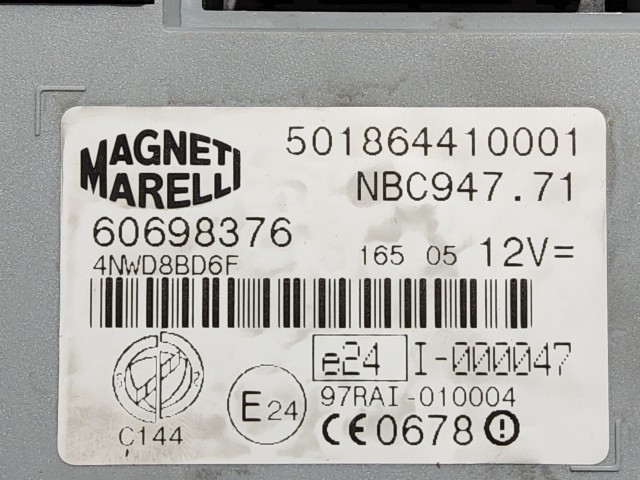 MAGNETI
MARELLI
501864410001
NBC947.71
60698376
165 05 12V=
4NWD8BD6F
e24 I-000047
97RAI-010004
E24
C144
CE0678